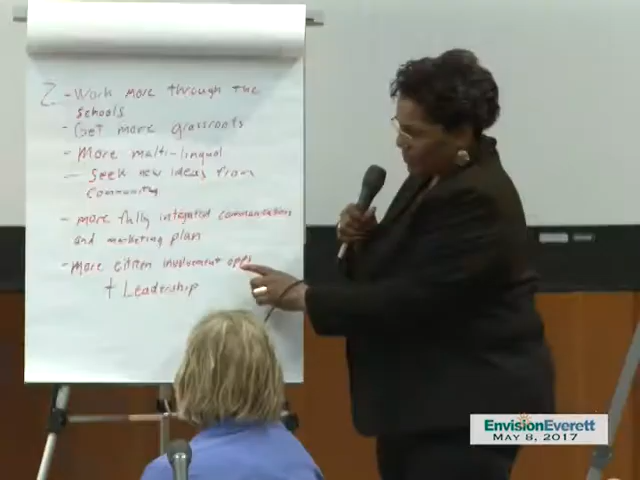 2 - Work more through the
schools
- Get more grassroots
- More multi-lingual
- Seek new ideas from
community
- more fully integrated communications
and marketing plan
- More citizen involvement opps
+ Leadership
EnvisionEverett
MAY 8, 2017